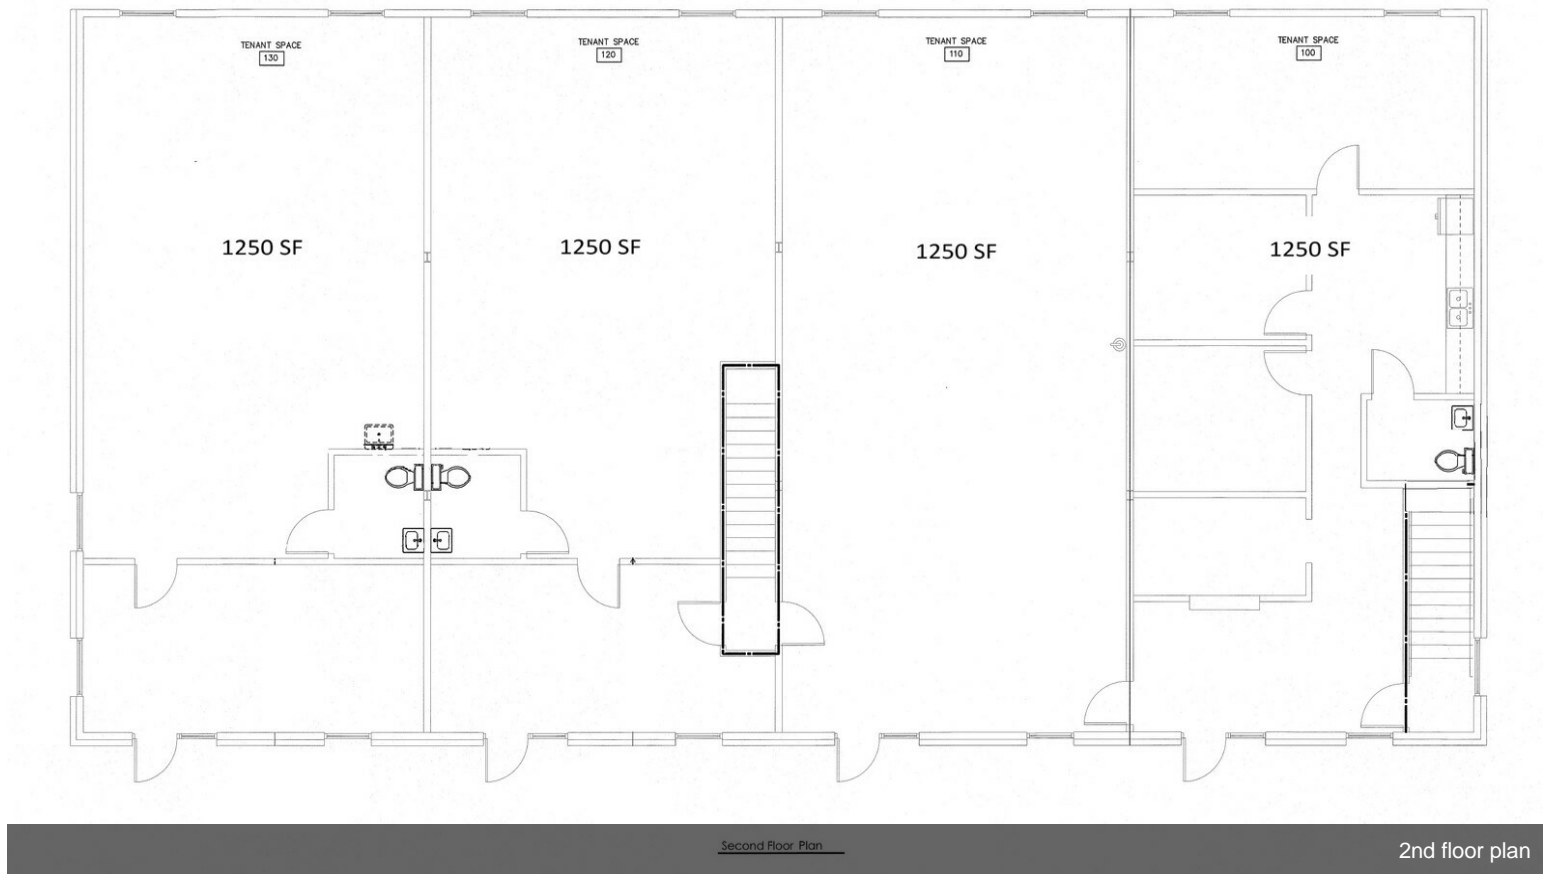 TENANT SPACE
130
TENANT SPACE
120
TENANT SPACE
110
TENANT SPACE
100
1250 SF
1250 SF
1250 SF
1250 SF
Second Floor Plan
2nd floor plan